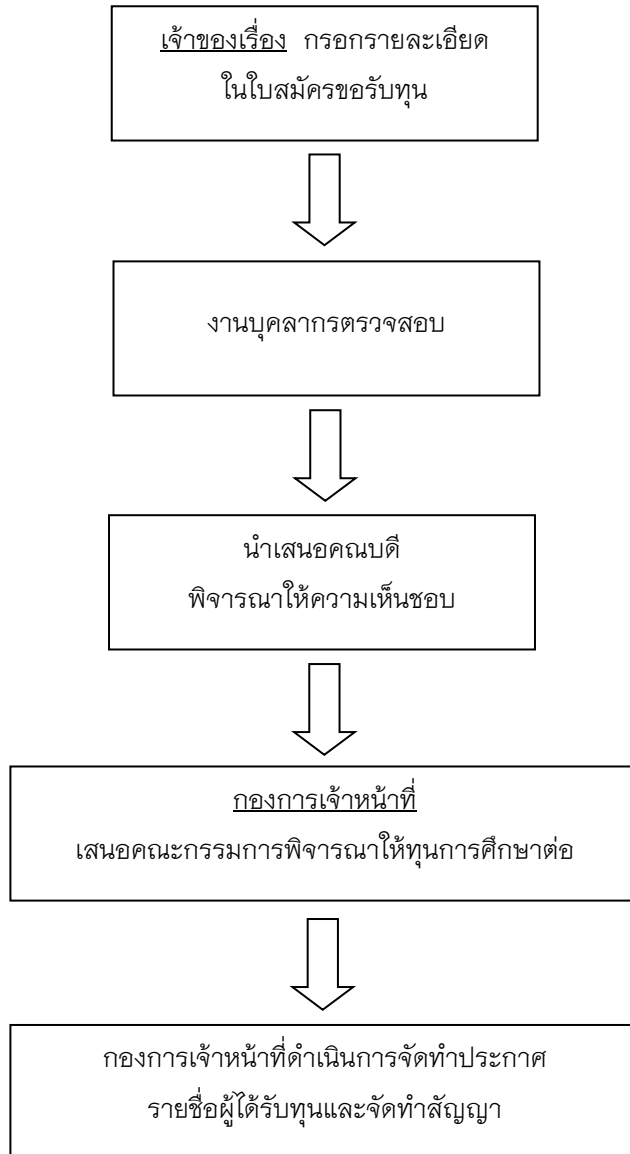 เจ้าของเรื่อง กรอกรายละเอียด
ในใบสมัครขอรับทุน
งานบุคลากรตรวจสอบ
นำเสนอคณบดี
พิจารณาให้ความเห็นชอบ
กองการเจ้าหน้าที่
เสนอคณะกรรมการพิจารณาให้ทุนการศึกษาต่อ
กองการเจ้าหน้าที่ดำเนินการจัดทำประกาศ
รายชื่อผู้ได้รับทุนและจัดทำสัญญา